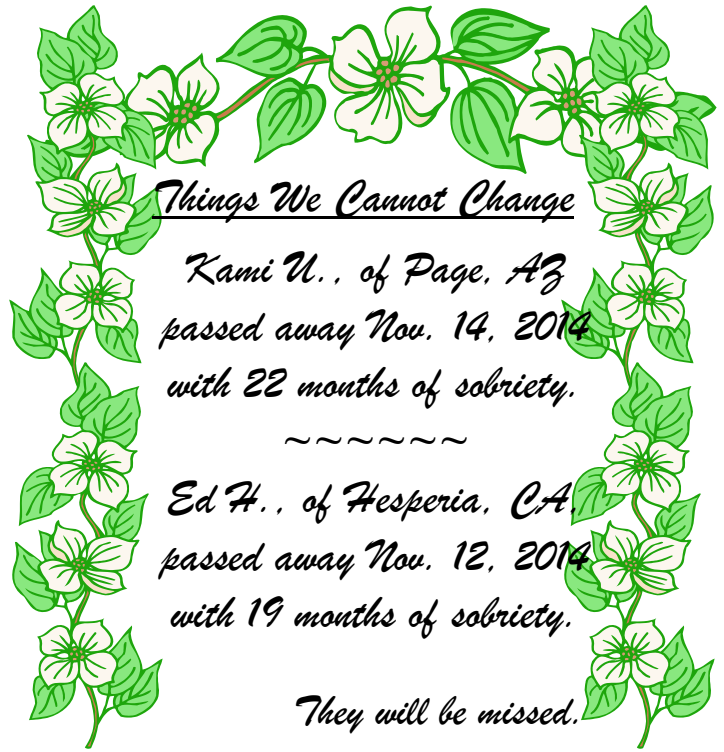 Things We Cannot Change
Kami U., of Page, AZ
passed away Nov. 14, 2014
with 22 months of sobriety.
~~~~~~
Ed H., of Hesperia, CA,
passed away Nov. 12, 2014
with 19 months of sobriety.
They will be missed.